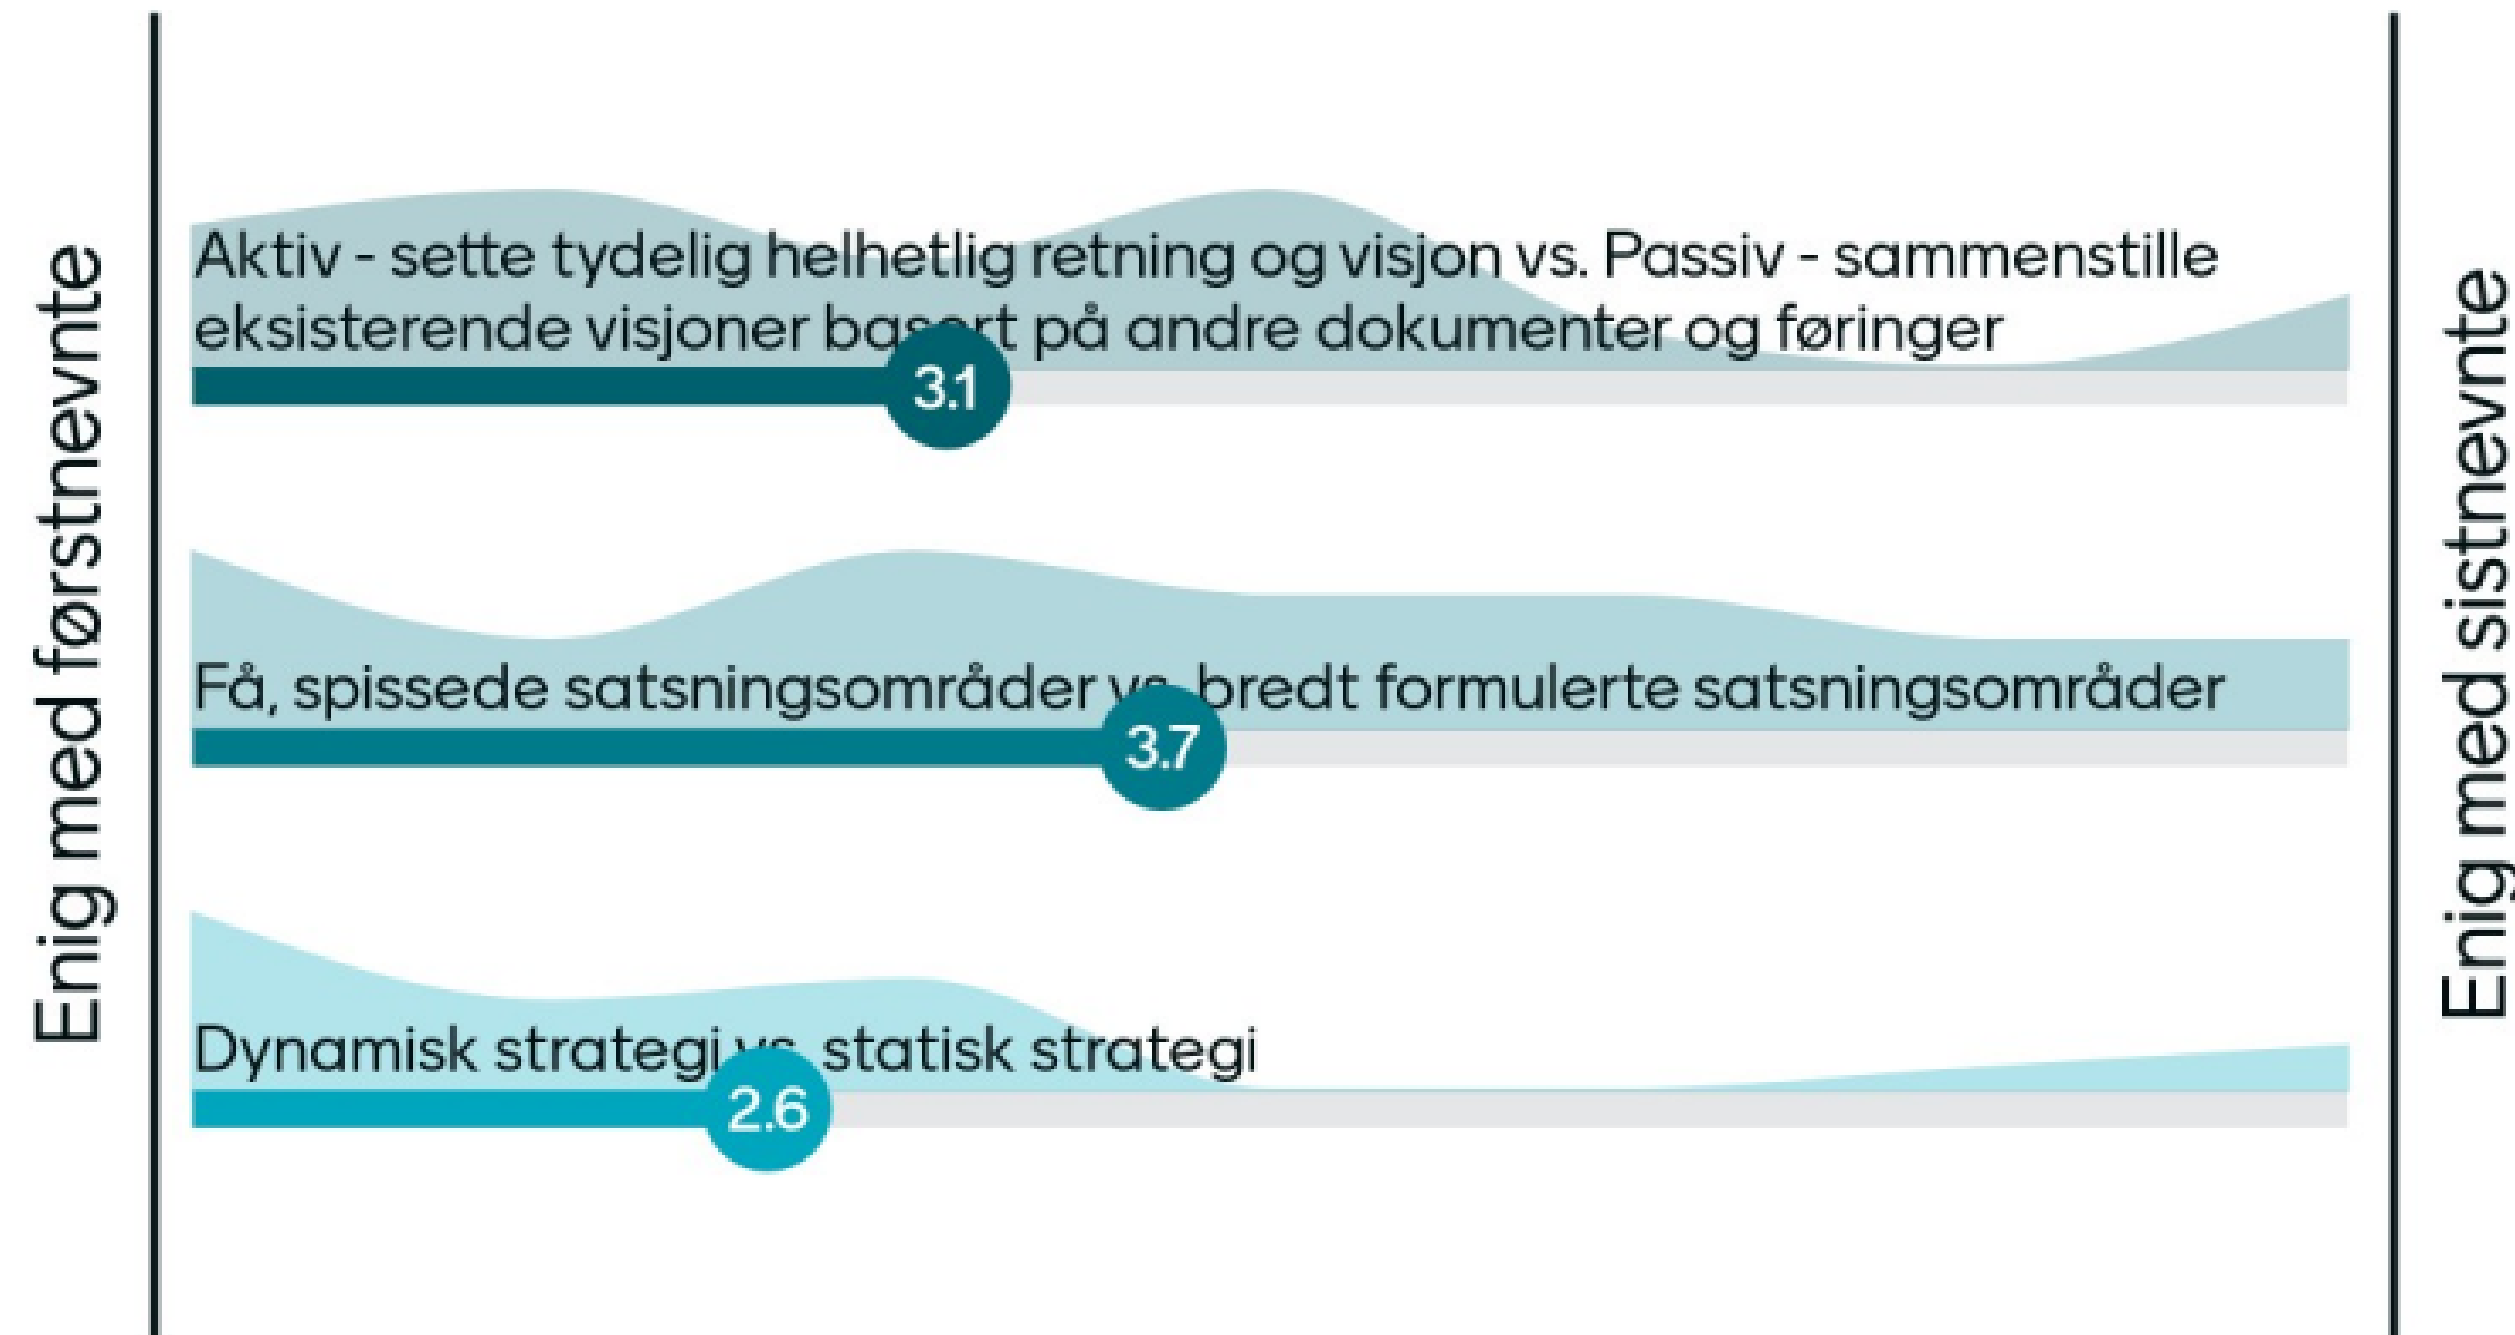 Enig med førstnevnte
Aktiv - sette tydelig helhetlig retning og visjon vs. Passiv - sammenstille
eksisterende visjoner basert på andre dokumenter og føringer
3.1
Få, spissede satsningsområder vs. bredt formulerte satsningsområder
3.7
Dynamisk strategi vs. statisk strategi
2.6
Enig med sistnevnte